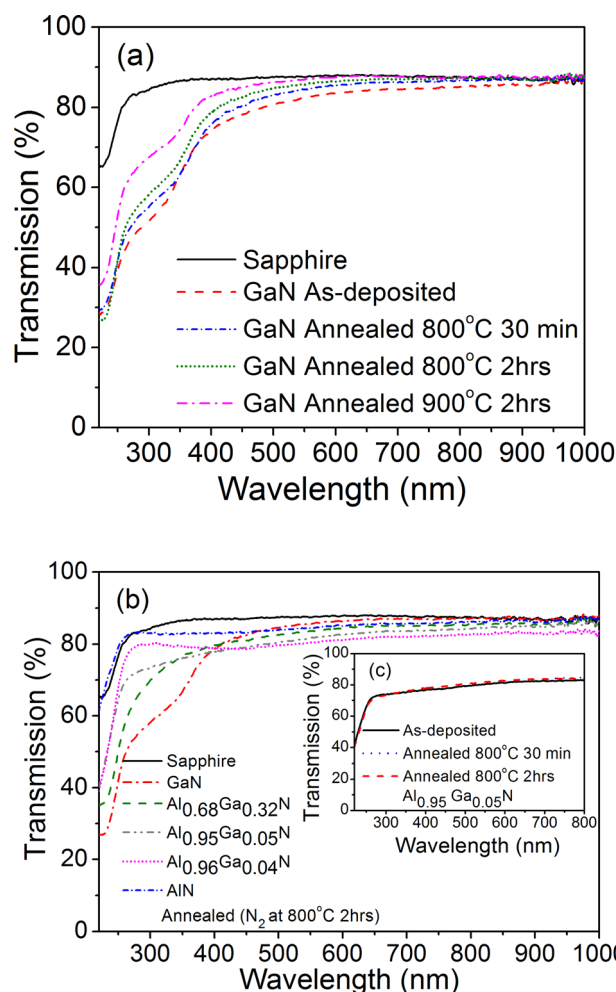 100
(a)
80
60
40
20
0
Transmission (%)
Sapphire
GaN As-deposited
GaN Annealed 800°C 30 min
GaN Annealed 800°C 2hrs
GaN Annealed 900°C 2hrs
300 400 500 600 700 800 900 1000
Wavelength (nm)
100
(b)
80
60
40
20
0
Transmission (%)
Sapphire
GaN
Al0.68Ga0.32N
Al0.95Ga0.05N
Al0.96Ga0.04N
AlN
Annealed (N2 at 800°C 2hrs)
100
(c)
80
60
40
20
0
Transmission (%)
As-deposited
Annealed 800°C 30 min
Annealed 800°C 2hrs
Al0.95 Ga0.05N
300 400 500 600 700 800
Wavelength (nm)
300 400 500 600 700 800 900 100
Wavelength (nm)